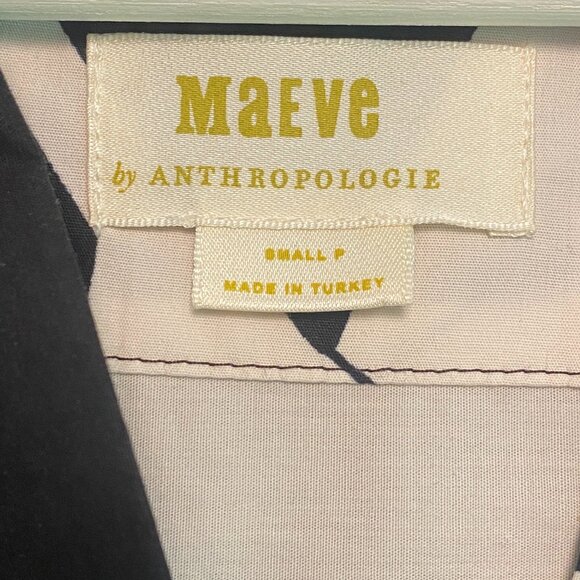 MaEVe
by ANTHROPOLOGIE
SMALL P
MADE IN TURKEY